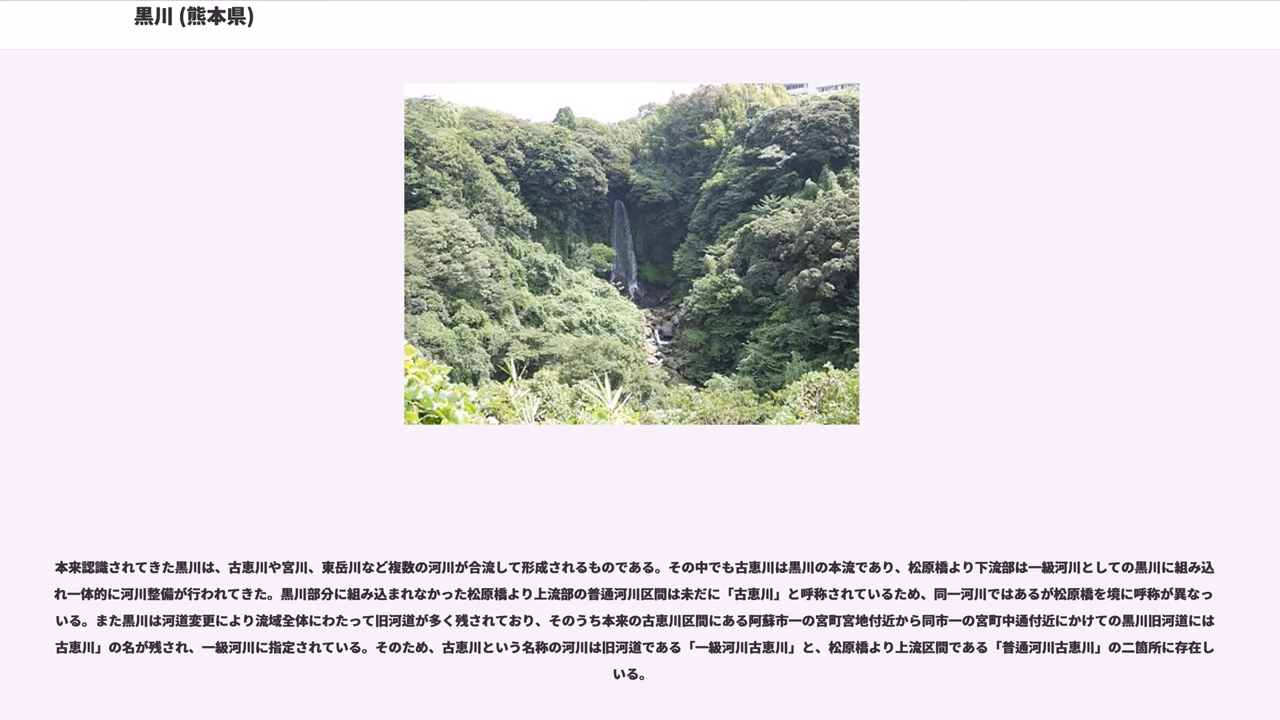 黒川 (熊本県)
本来認識されてきた黒川は、古恵川や宮川、東岳川など複数の河川が合流して形成されるものである。その中でも古恵川は黒川の本流であり、松原橋より下流部は一級河川としての黒川に組み込
れ一体的に河川整備が行われてきた。黒川部分に組み込まれなかった松原橋より上流部の普通河川区間は未だに「古恵川」と呼称されているため、同一河川ではあるが松原橋を境に呼称が異なっ
いる。また黒川は河道変更により流域全体にわたって旧河道が多く残されており、そのうち本来の古恵川区間にある阿蘇市一の宮町宮地付近から同市一の宮町中通付近にかけての黒川旧河道には
古恵川」の名が残され、一級河川に指定されている。そのため、古恵川という名称の河川は旧河道である「一級河川古恵川」と、松原橋より上流区間である「普通河川古恵川」の二箇所に存在し
いる。